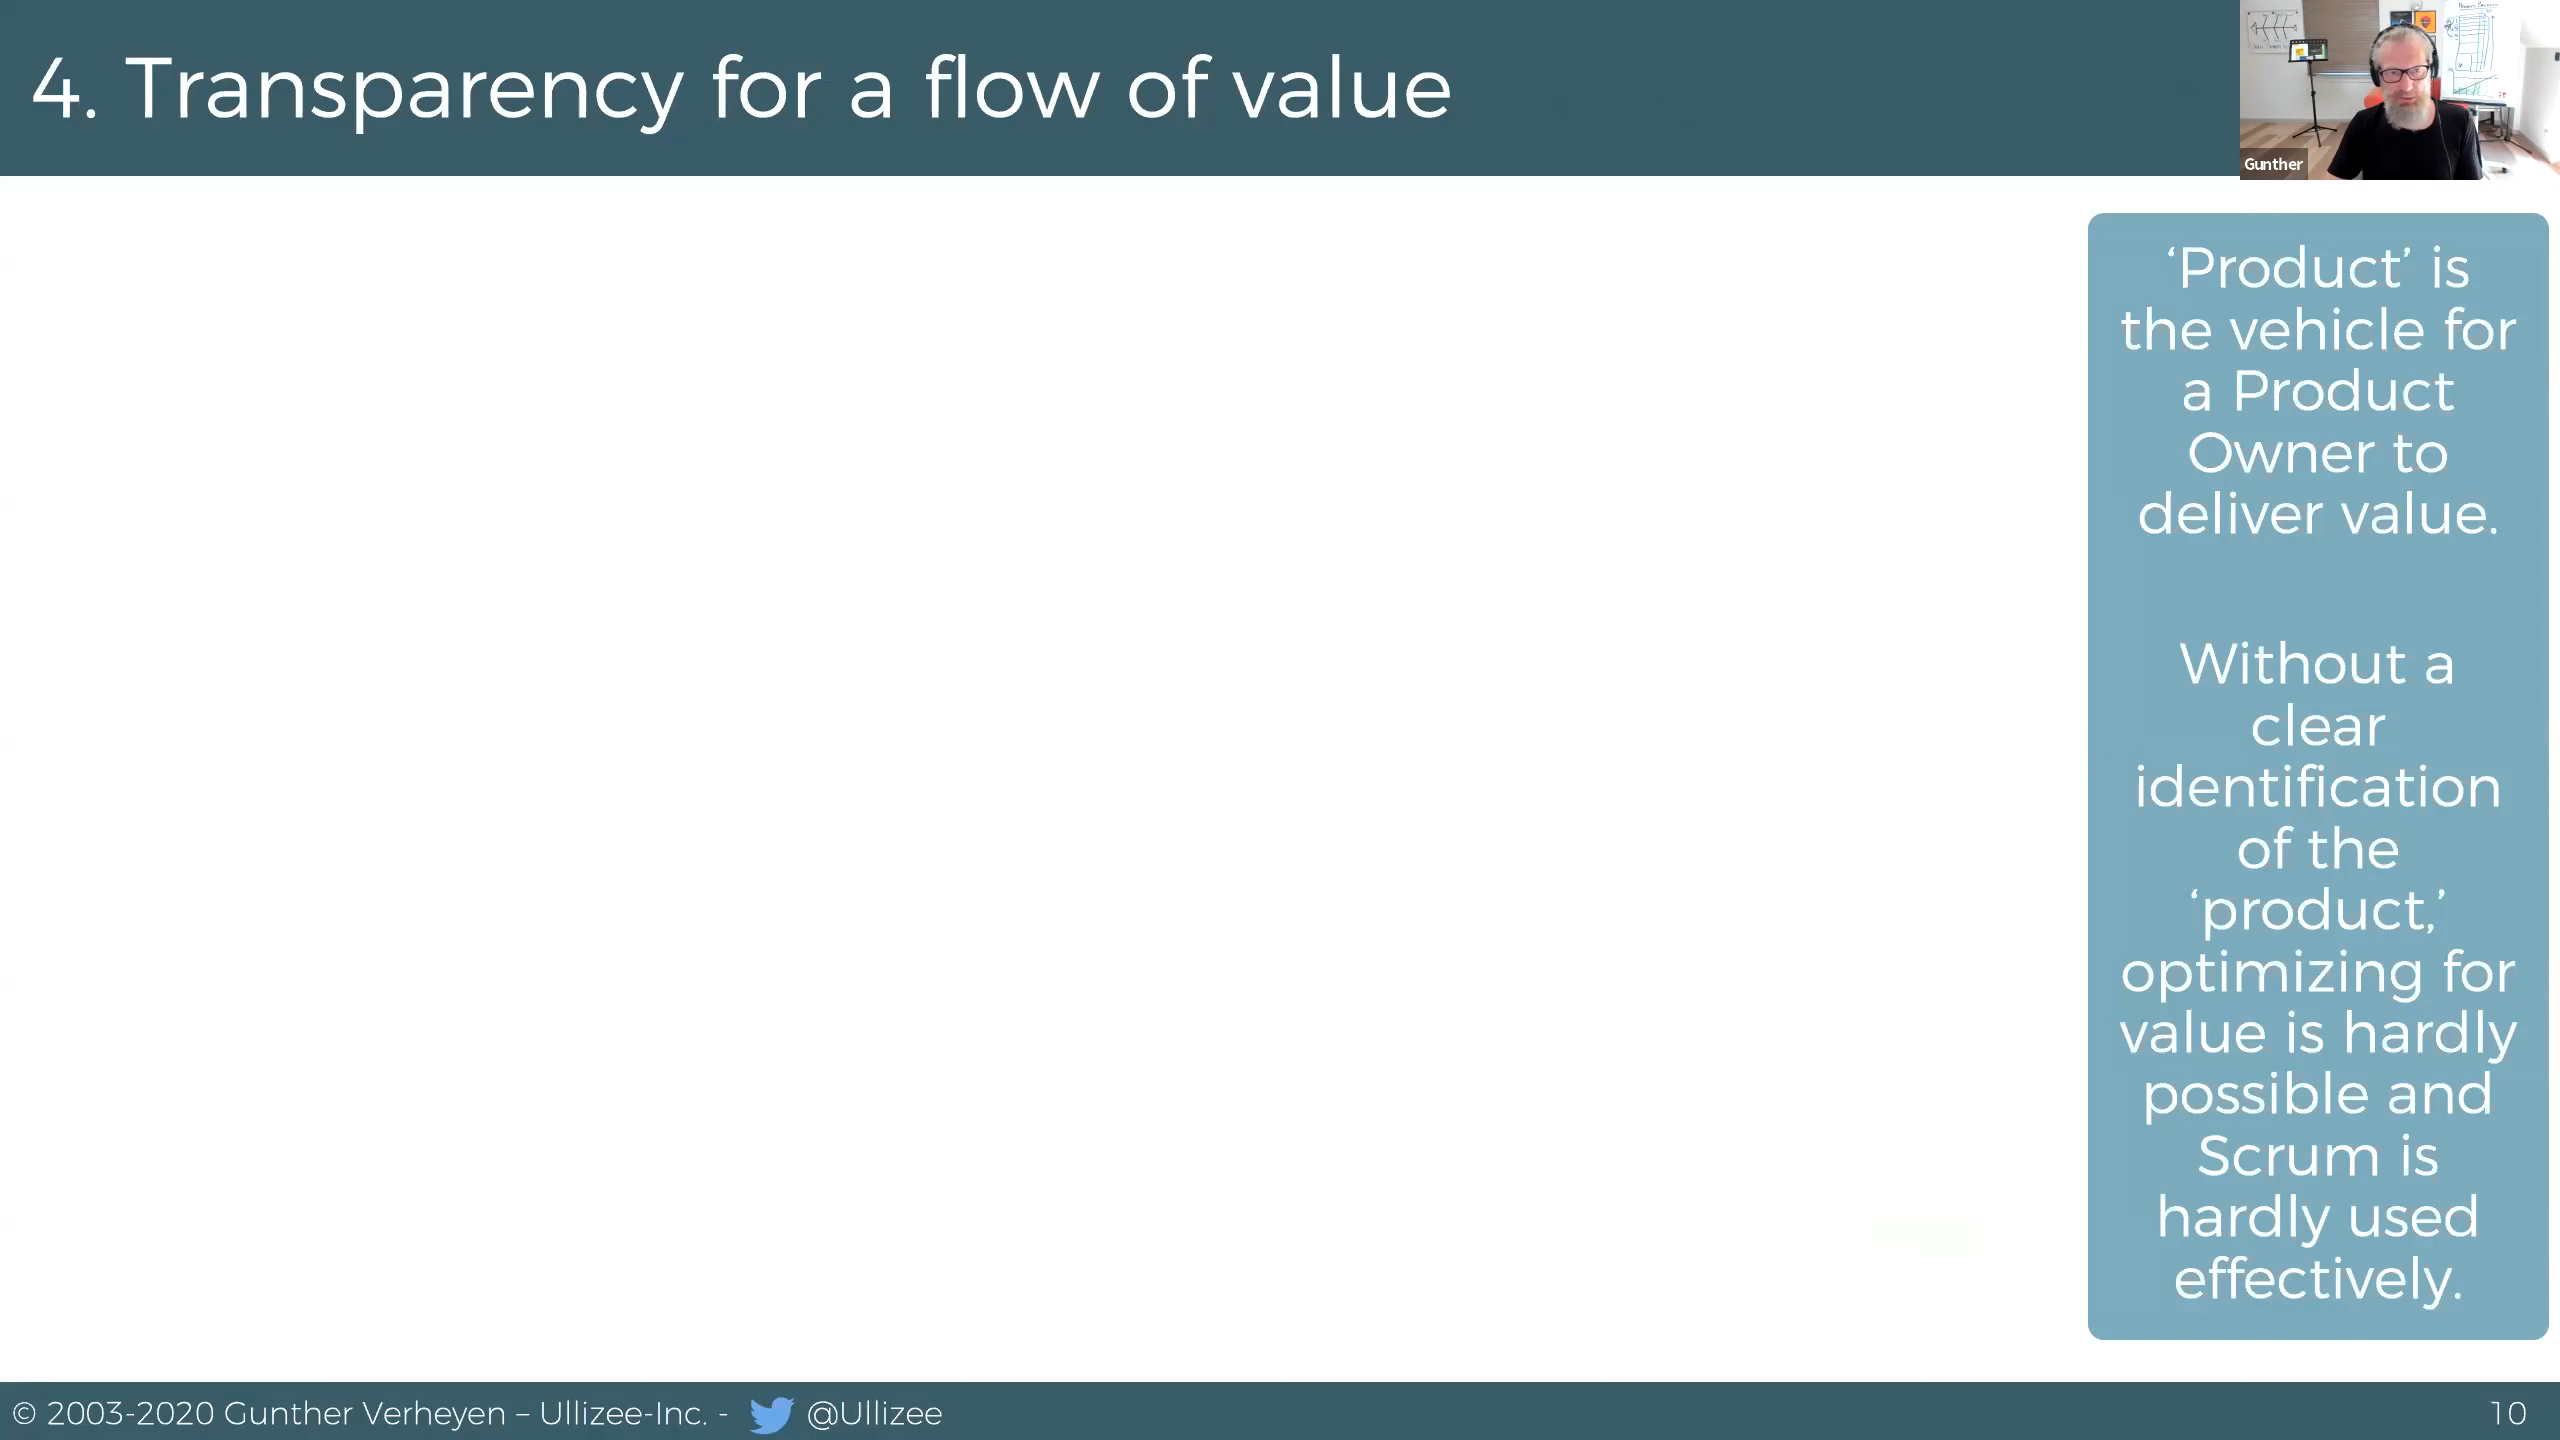 4. Transparency for a flow of value
Gunther
‘Product’ is
the vehicle for
a Product
Owner to
deliver value.
Without a
clear
identification
of the
‘product,’
optimizing for
value is hardly
possible and
Scrum is
hardly used
effectively.
© 2003-2020 Gunther Verheyen – Ullizee-Inc. - @Ullizee
10